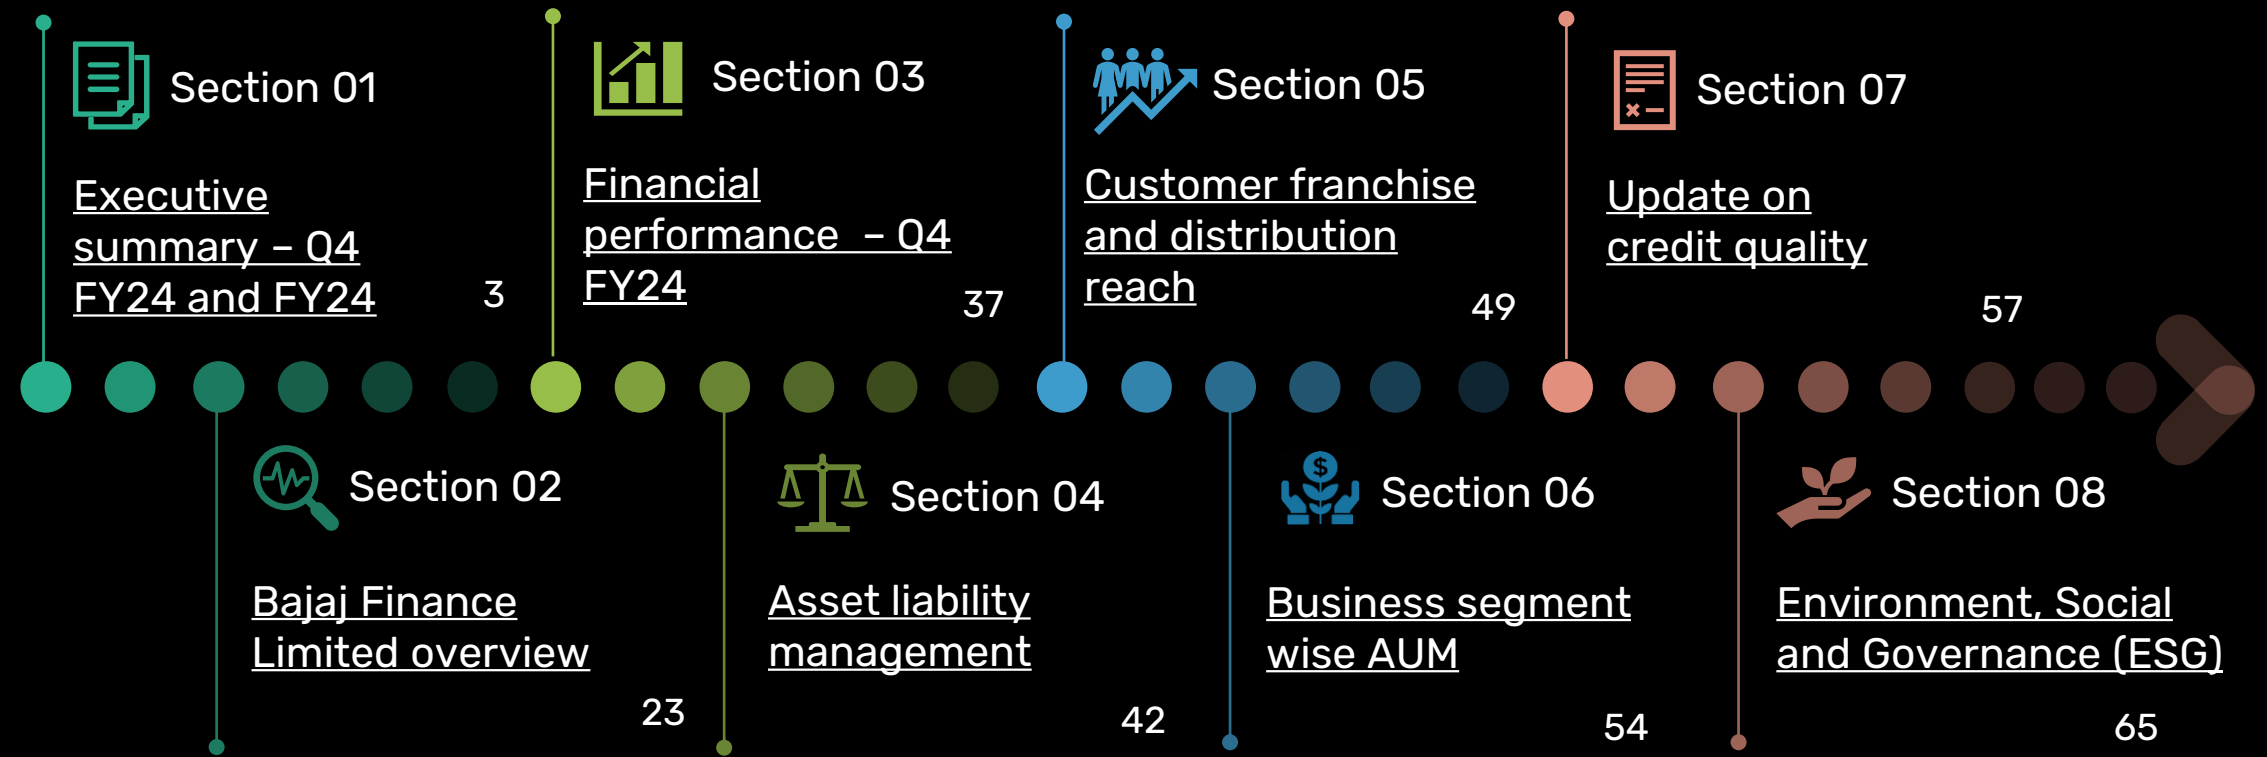 Section 01
Executive
summary – Q4
FY24 and FY24
3
Section 02
Bajaj Finance
Limited overview
23
Section 03
Financial
performance – Q4
FY24
37
Section 04
Asset liability
management
42
Section 05
Customer franchise
and distribution
reach
49
Section 06
$
Business segment
wise AUM
54
Section 07
Update on
credit quality
57
Section 08
Environment, Social
and Governance (ESG)
65